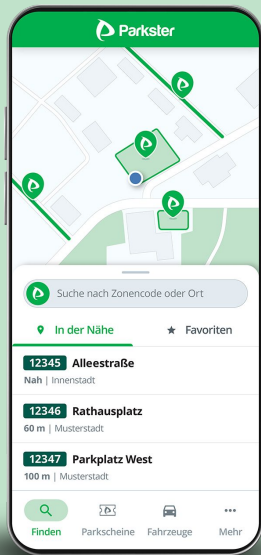 Parkster
Suche nach Zonencode oder Ort
In der Nähe
Favoriten
12345 Alleestraße
Nah | Innenstadt
12346 Rathausplatz
60 m | Musterstadt
12347 Parkplatz West
100 m | Musterstadt
Finden Parkscheine Fahrzeuge Mehr